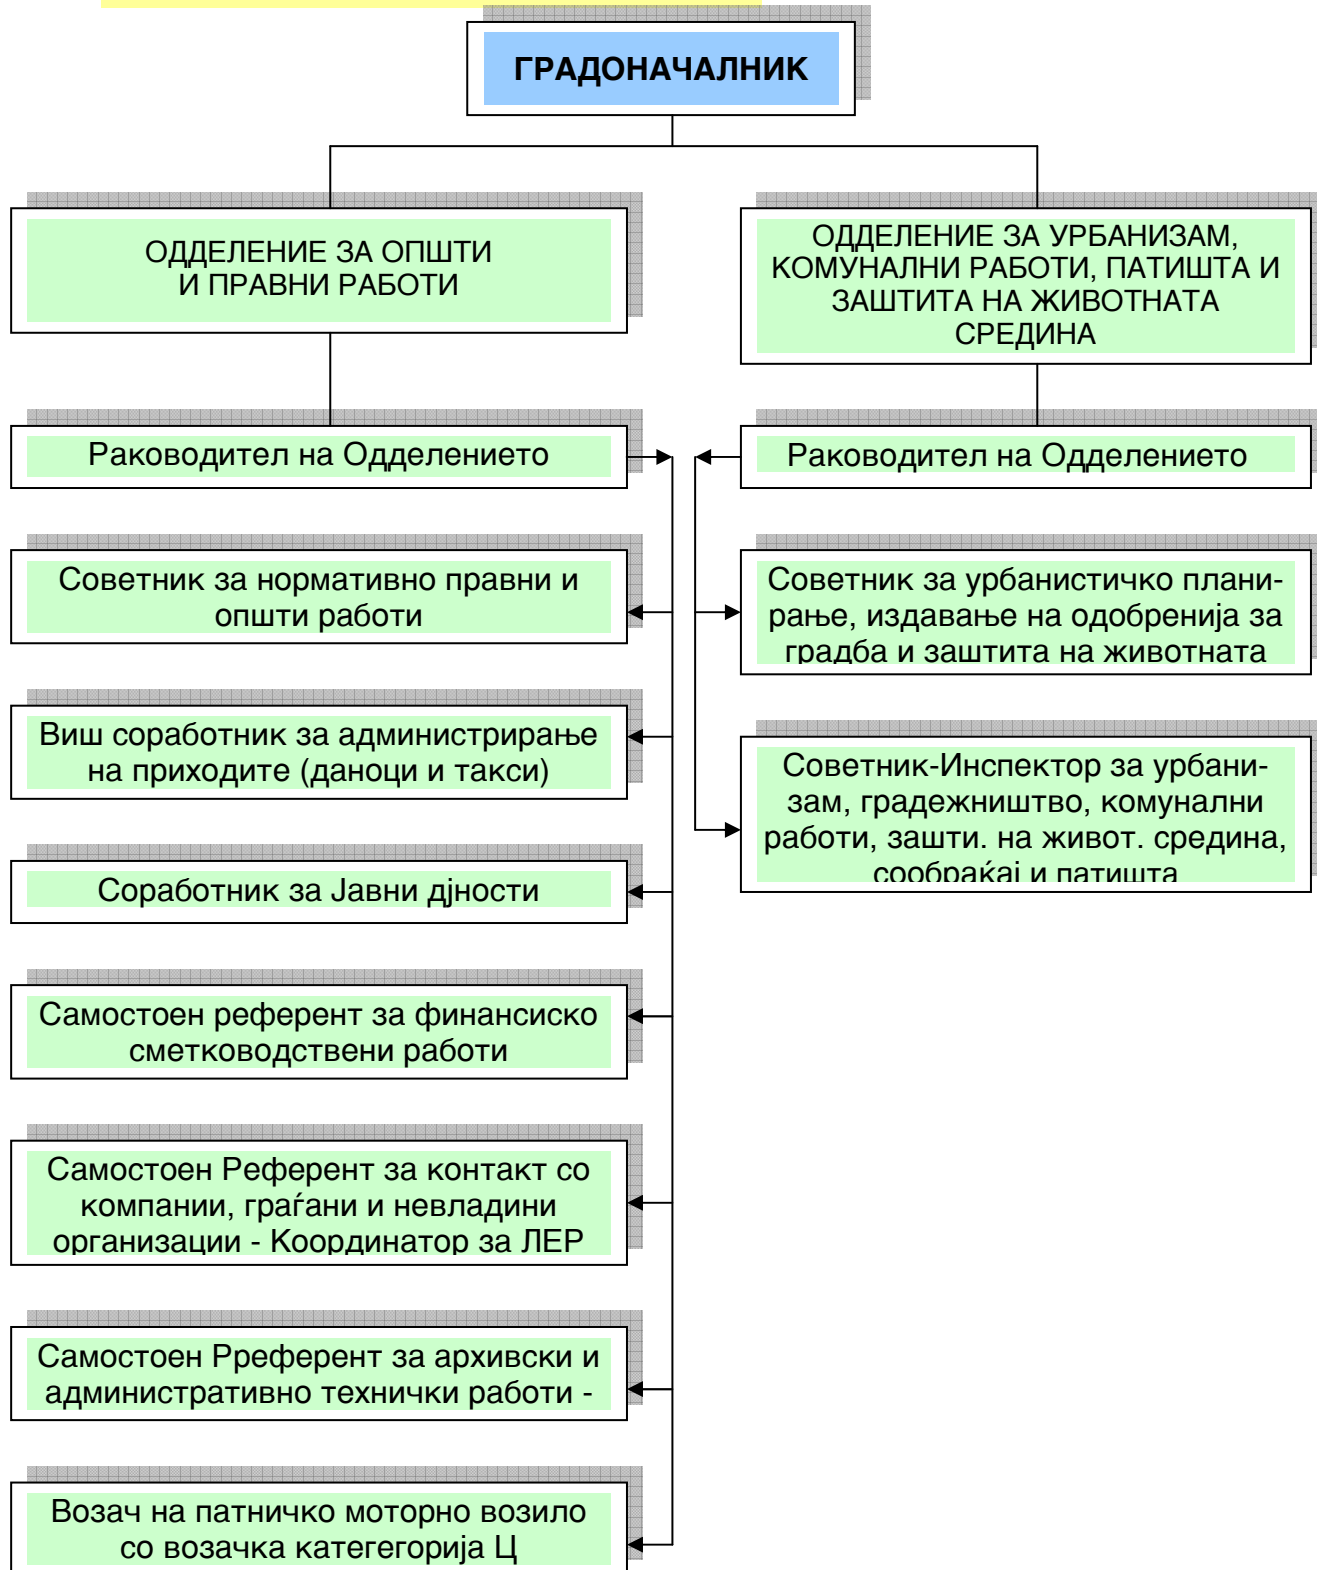 ГРАДОНАЧАЛНИК
ОДДЕЛЕНИЕ ЗА ОПШТИ
И ПРАВНИ РАБОТИ
Раководител на Одделението
Советник за нормативно правни и
општи работи
Виш соработник за администрирање
на приходите (даноци и такси)
Соработник за Јавни дјности
Самостоен референт за финансиско
сметководствени работи
Самостоен Референт за контакт со
компании, граѓани и невладини
организации - Координатор за ЛЕР
Самостоен Рреферент за архивски и
административно технички работи -
Возач на патничко моторно возило
со возачка категегорија Ц
ОДДЕЛЕНИЕ ЗА УРБАНИЗАМ,
КОМУНАЛНИ РАБОТИ, ПАТИШТА И
ЗАШТИТА НА ЖИВОТНАТА
СРЕДИНА
Раководител на Одделението
Советник за урбанистичко плани-
рање, издавање на одобренија за
градба и заштита на животната
Советник-Инспектор за урбани-
зам, градежништво, комунални
работи, зашти. на живот. средина,
сообраќај и патишта